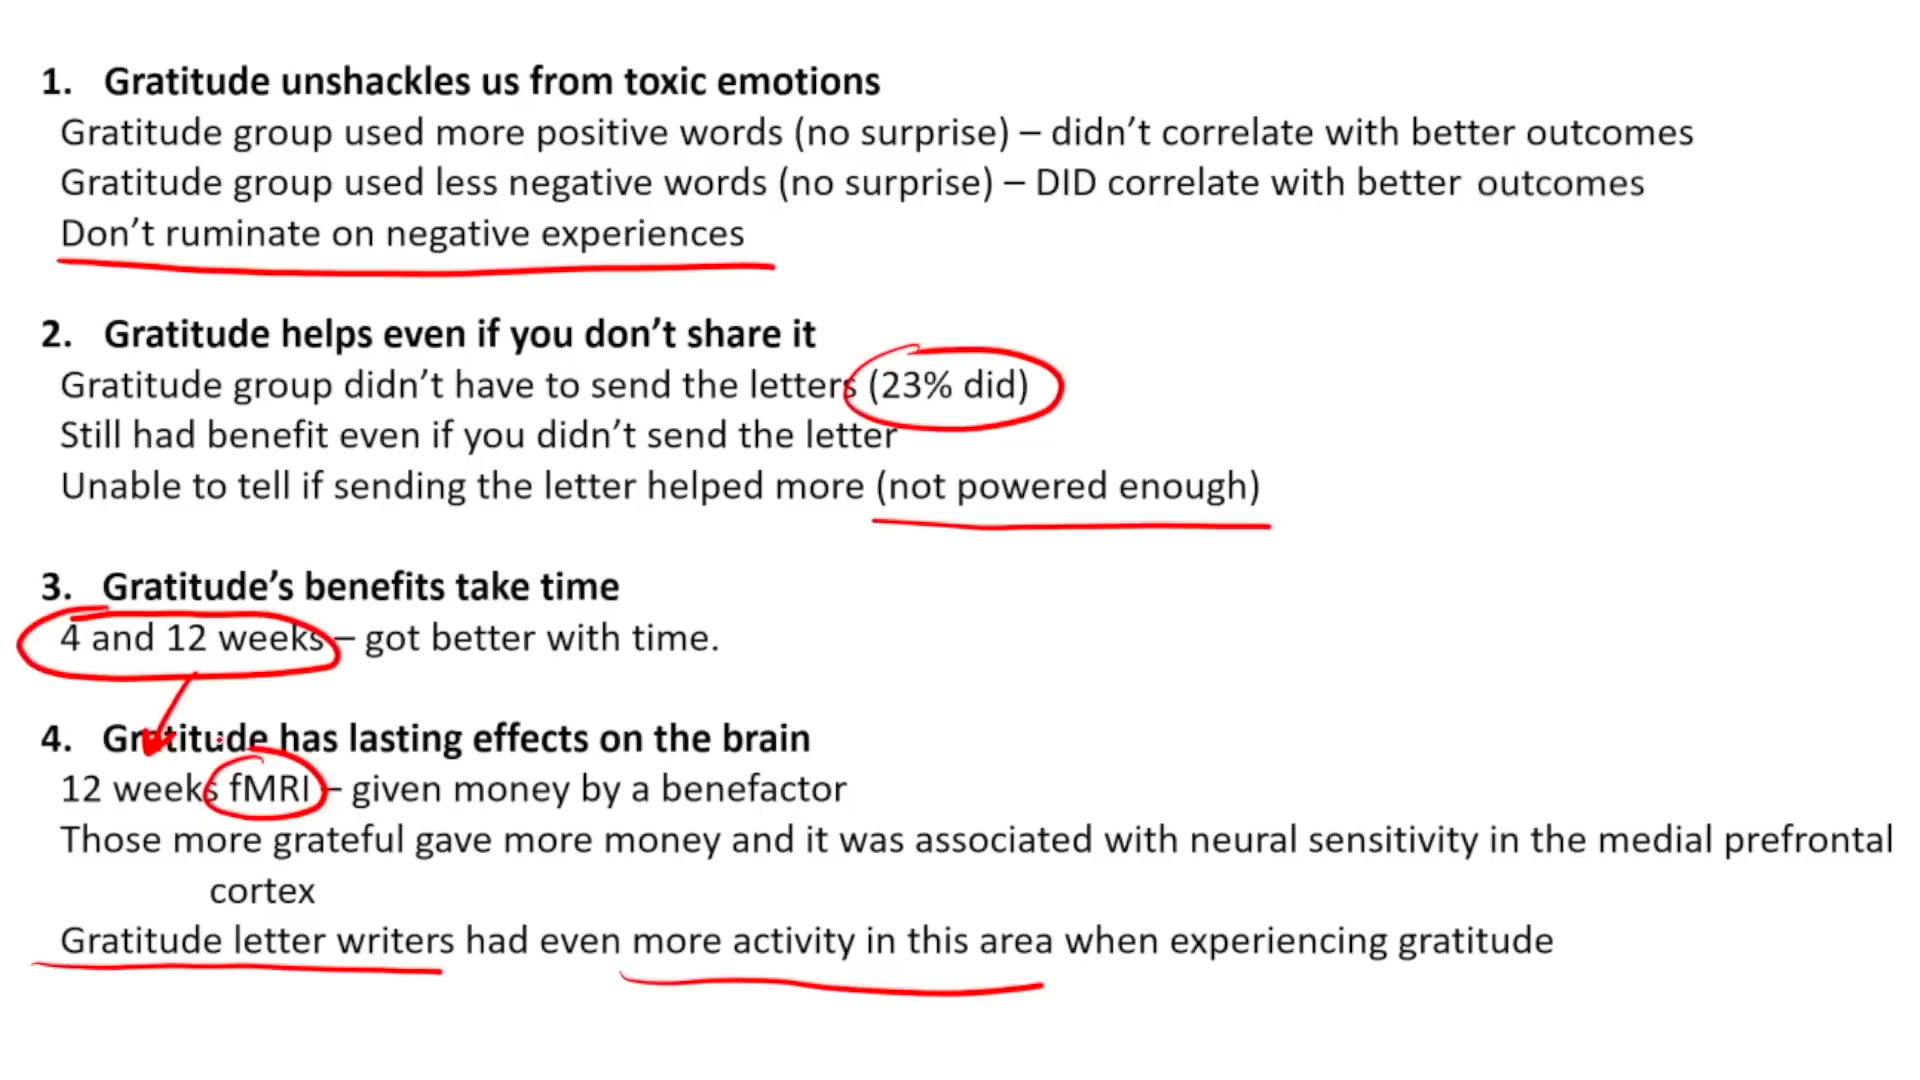 1. Gratitude unshackles us from toxic emotions
Gratitude group used more positive words (no surprise) – didn’t correlate with better outcomes
Gratitude group used less negative words (no surprise) – DID correlate with better outcomes
Don’t ruminate on negative experiences
2. Gratitude helps even if you don’t share it
Gratitude group didn’t have to send the letters (23% did)
Still had benefit even if you didn’t send the letter
Unable to tell if sending the letter helped more (not powered enough)
3. Gratitude’s benefits take time
4 and 12 weeks – got better with time.
4. Gratitude has lasting effects on the brain
12 weeks fMRI – given money by a benefactor
Those more grateful gave more money and it was associated with neural sensitivity in the medial prefrontal
cortex
Gratitude letter writers had even more activity in this area when experiencing gratitude